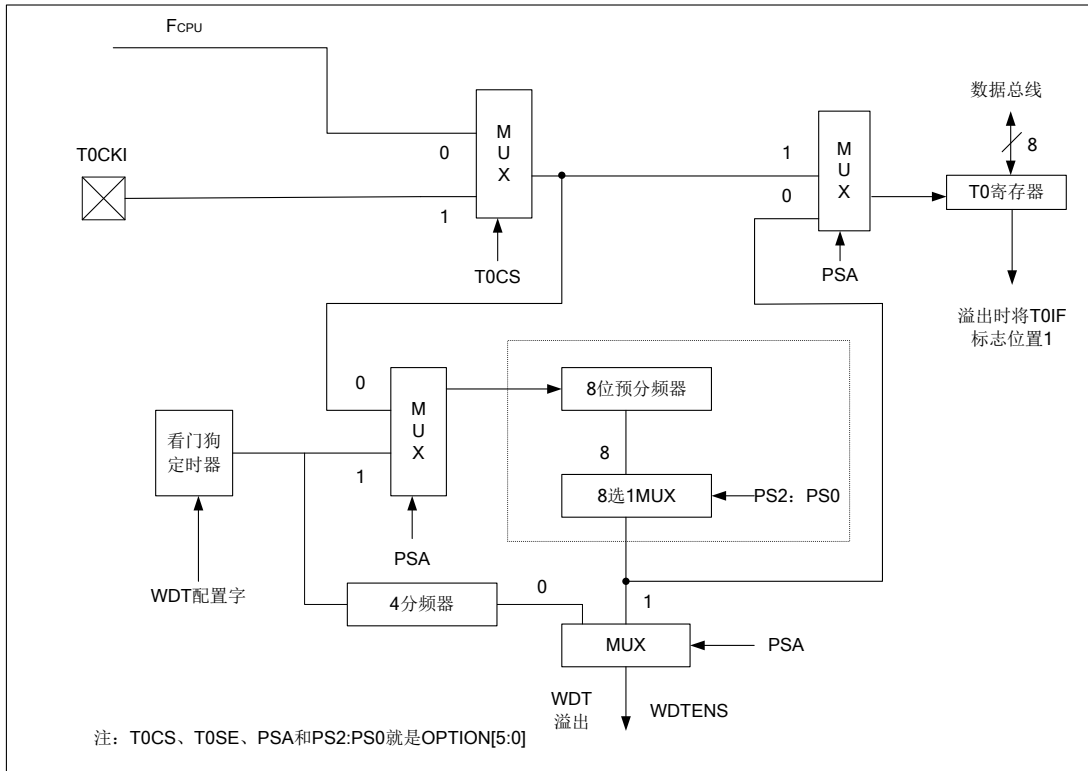 FCPU
数据总线
M
U
X
M
U
X
8
T0CKI
0
1
0
T0寄存器
1
T0CS
PSA
溢出时将T0IF
标志位置1
0
M
U
X
8位预分频器
看门狗
定时器
1
8
8选1MUX
PS2：PS0
PSA
WDT配置字
4分频器
0
1
MUX
PSA
WDT
溢出
WDTENS
注：T0CS、T0SE、PSA和PS2:PS0就是OPTION[5:0]